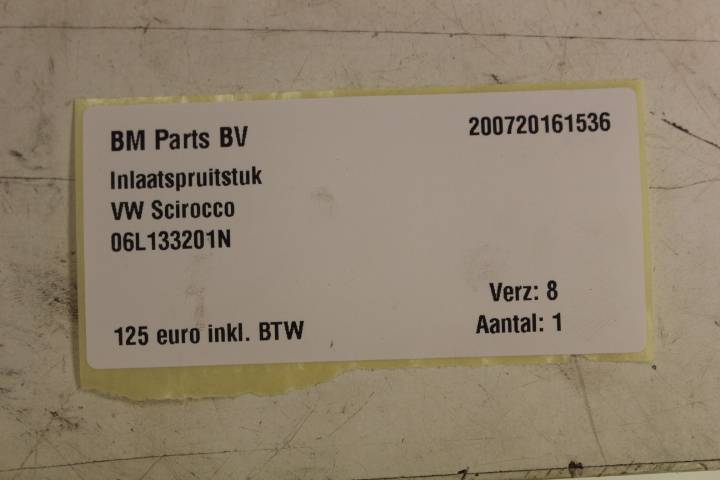 BM Parts BV 200720161536
Inlaatspruitstuk
VW Scirocco
06L133201N
Verz: 8
125 euro inkl. BTW Aantal: 1